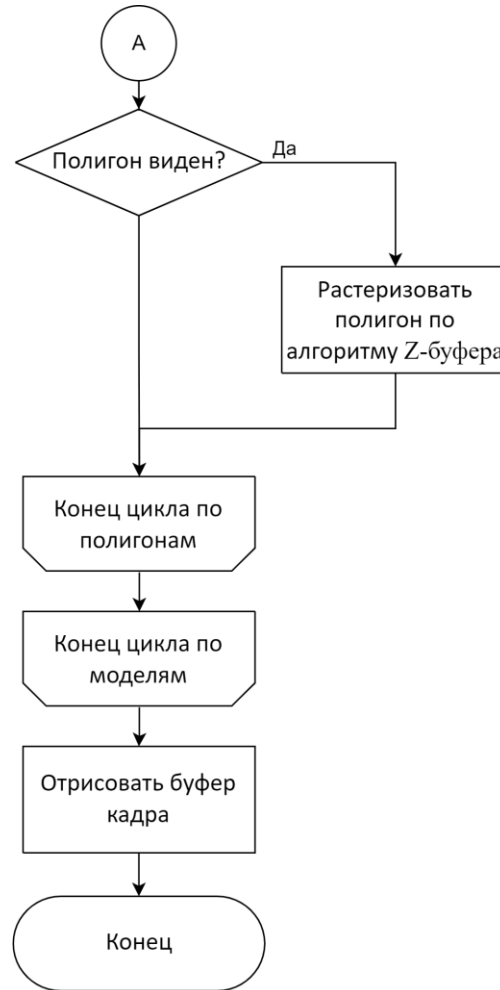 А
Полигон виден?
Да
Растеризовать
полигон по
алгоритму Z-буфера
Конец цикла по
полигонам
Конец цикла по
моделям
Отрисовать буфер
кадра
Конец